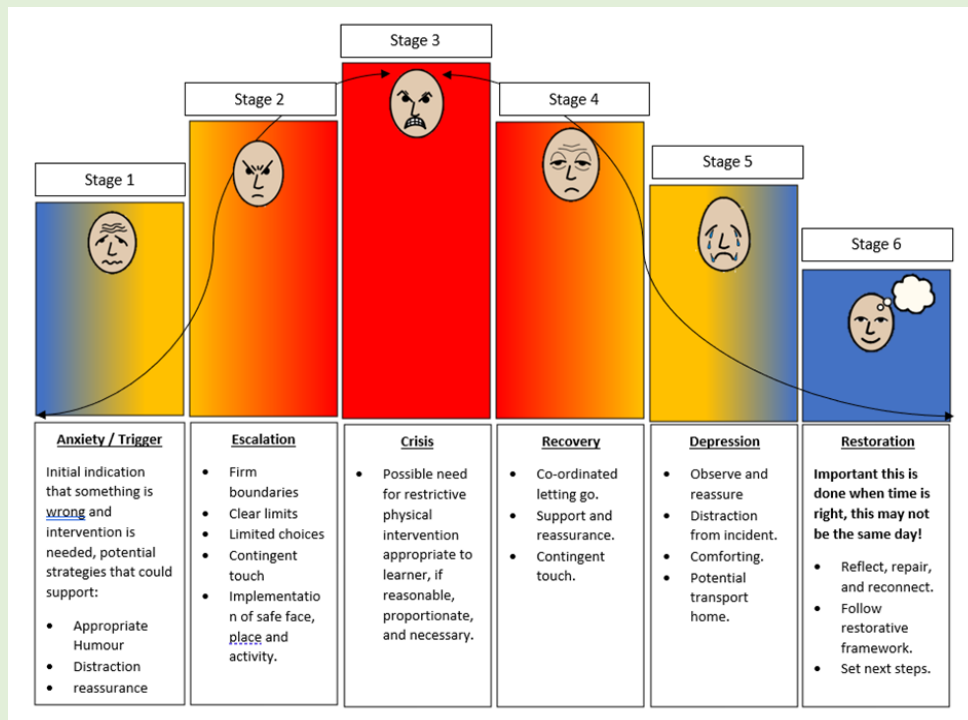 Stage 1
Stage 2
Stage 3
Stage 4
Stage 5
Stage 6
Anxiety / Trigger
Initial indication
that something is
wrong and
intervention is
needed, potential
strategies that could
support:
• Appropriate
Humour
• Distraction
• reassurance
Escalation
• Firm
boundaries
• Clear limits
• Limited choices
• Contingent
touch
• Implementatio
n of safe face,
place and
activity.
Crisis
• Possible need
for restrictive
physical
intervention
appropriate to
learner, if
reasonable,
proportionate,
and necessary.
Recovery
• Co-ordinated
letting go.
• Support and
reassurance.
• Contingent
touch.
Depression
• Observe and
reassure
• Distraction
from incident.
• Comforting.
• Potential
transport
home.
Restoration
Important this is
done when time is
right, this may not
be the same day!
• Reflect, repair,
and reconnect.
• Follow
restorative
framework.
• Set next steps.